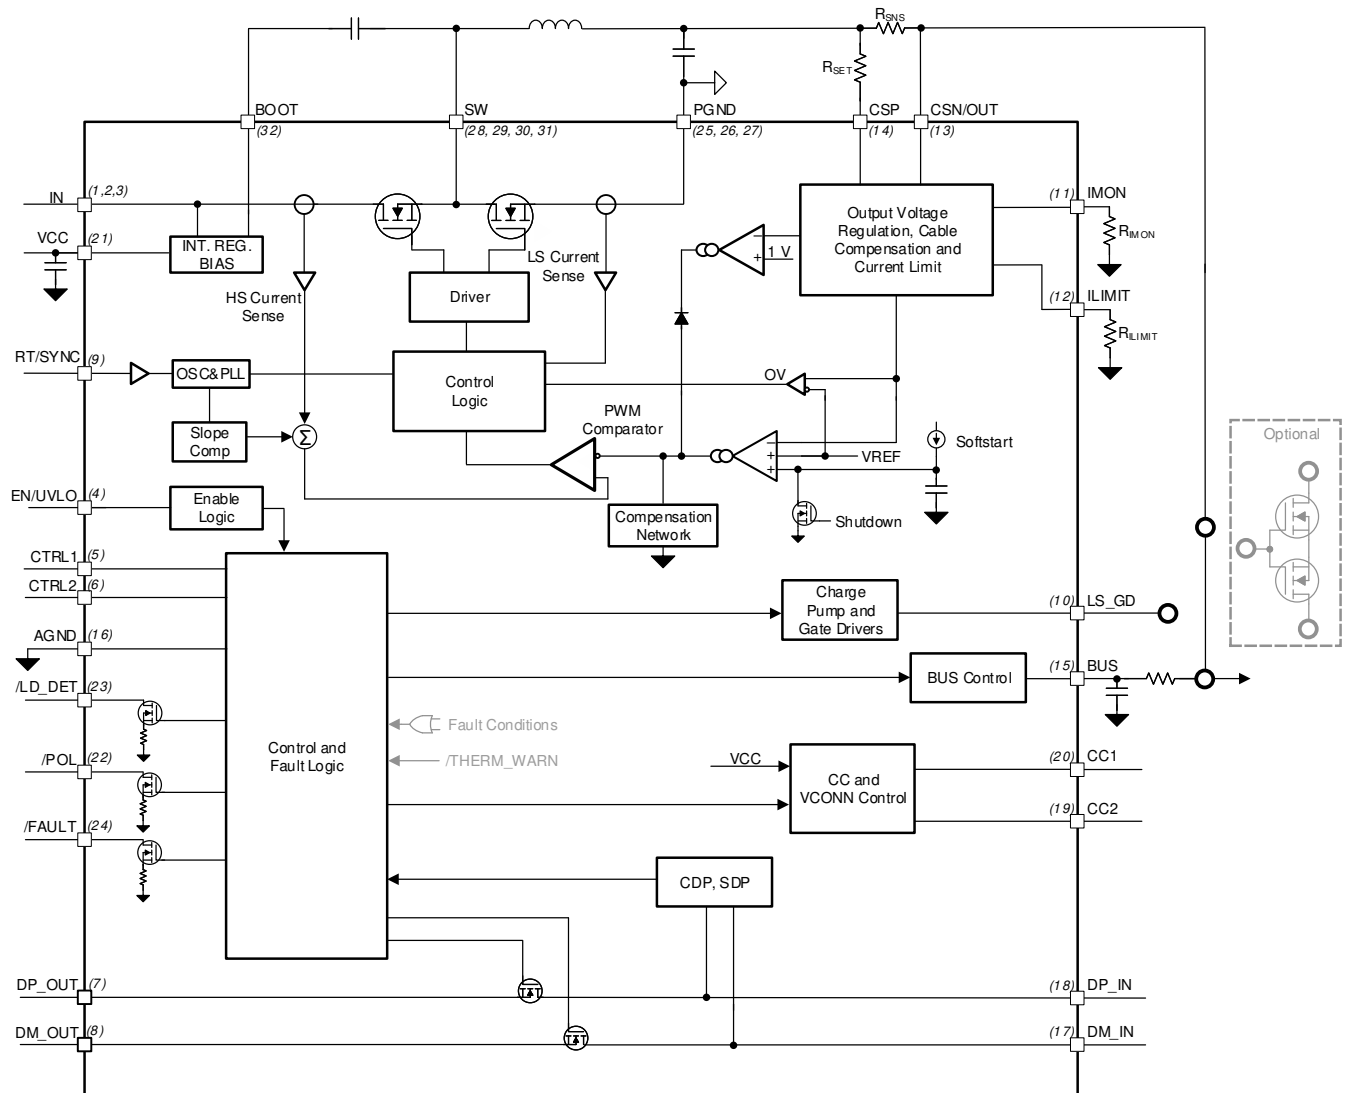 R_SNS
R_SET
BOOT
(32)
SW
(28, 29, 30, 31)
PGND
(25, 26, 27)
CSP
(14)
CSN/OUT
(13)
IN
(1,2,3)
VCC
(21)
INT. REG.
BIAS
HS Current
Sense
LS Current
Sense
Driver
1 V
Output Voltage
Regulation, Cable
Compensation and
Current Limit
(11)
IMON
R_IMON
(12)
ILIMIT
R_ILIMIT
RT/SYNC
(9)
OSC&PLL
Slope
Comp
Σ
Control
Logic
OV
PWM
Comparator
VREF
Softstart
Shutdown
Compensation
Network
Optional
EN/UVLO
(4)
Enable
Logic
CTRL1
(5)
CTRL2
(6)
AGND
(16)
/LD_DET
(23)
/POL
(22)
/FAULT
(24)
Control and
Fault Logic
Charge
Pump and
Gate Drivers
(10)
LS_GD
BUS Control
(15)
BUS
Fault Conditions
/THERM_WARN
VCC
CC and
VCONN Control
(20)
CC1
(19)
CC2
CDP, SDP
DP_OUT
(7)
(18)
DP_IN
DM_OUT
(8)
(17)
DM_IN